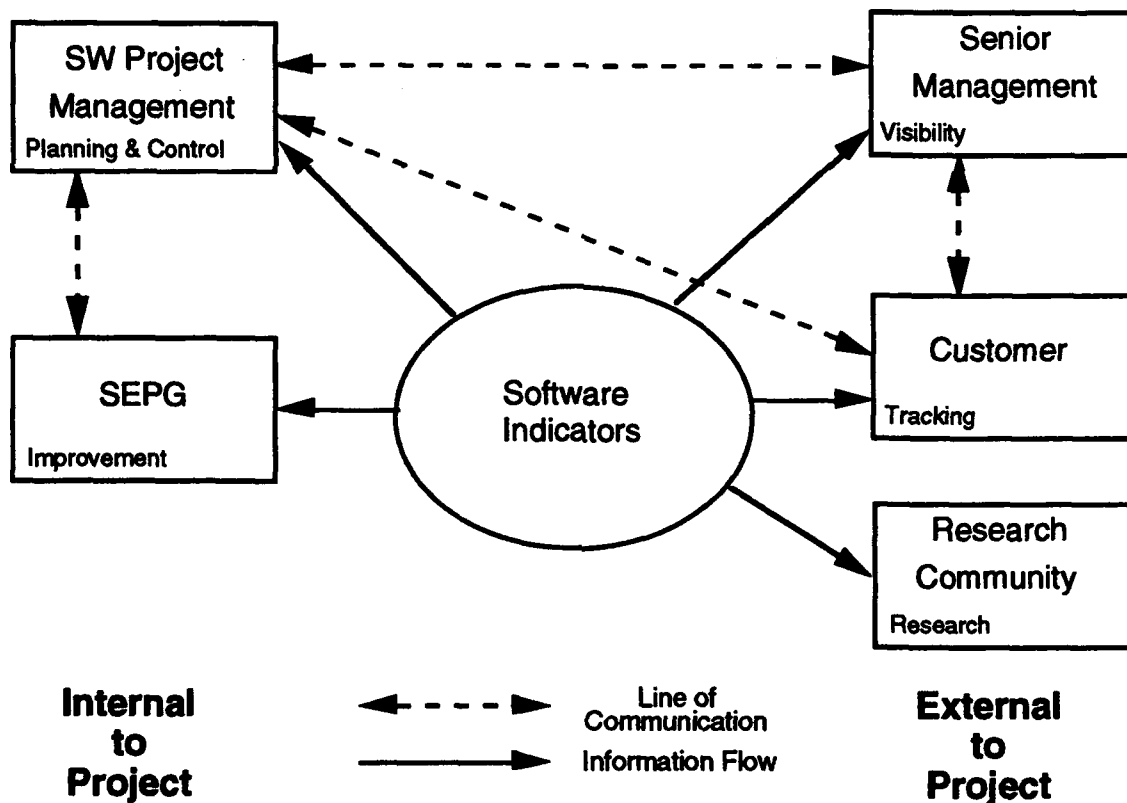 SW Project
Management
Planning & Control
Senior
Management
Visibility
SEPG
Improvement
Software
Indicators
Customer
Tracking
Research
Community
Research
Internal
to
Project
Line of
Communication
Information Flow
External
to
Project